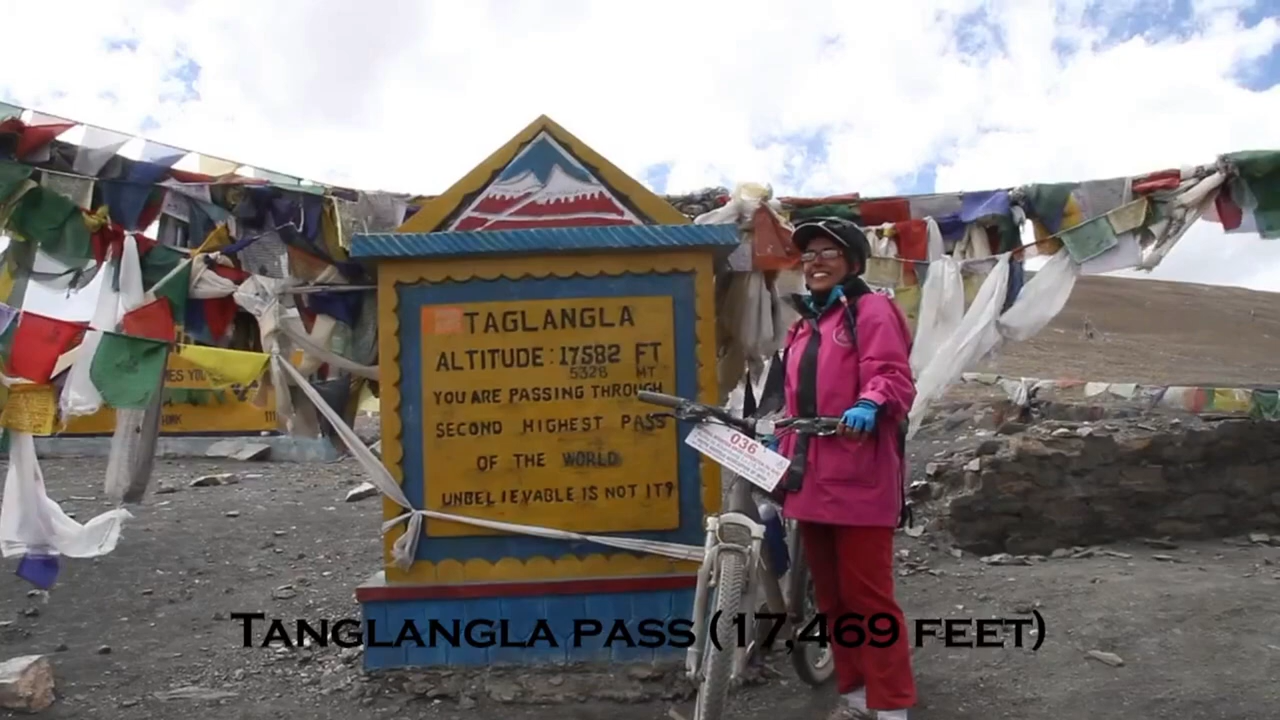 TAGLANGLA
ALTITUDE: 17582 FT
5328 MT
YOU ARE PASSING THROUGH
SECOND HIGHEST PASS
OF THE WORLD
UNBELIEVABLE IS NOT IT?
036
TANGLANGLA PASS (17,469 FEET)